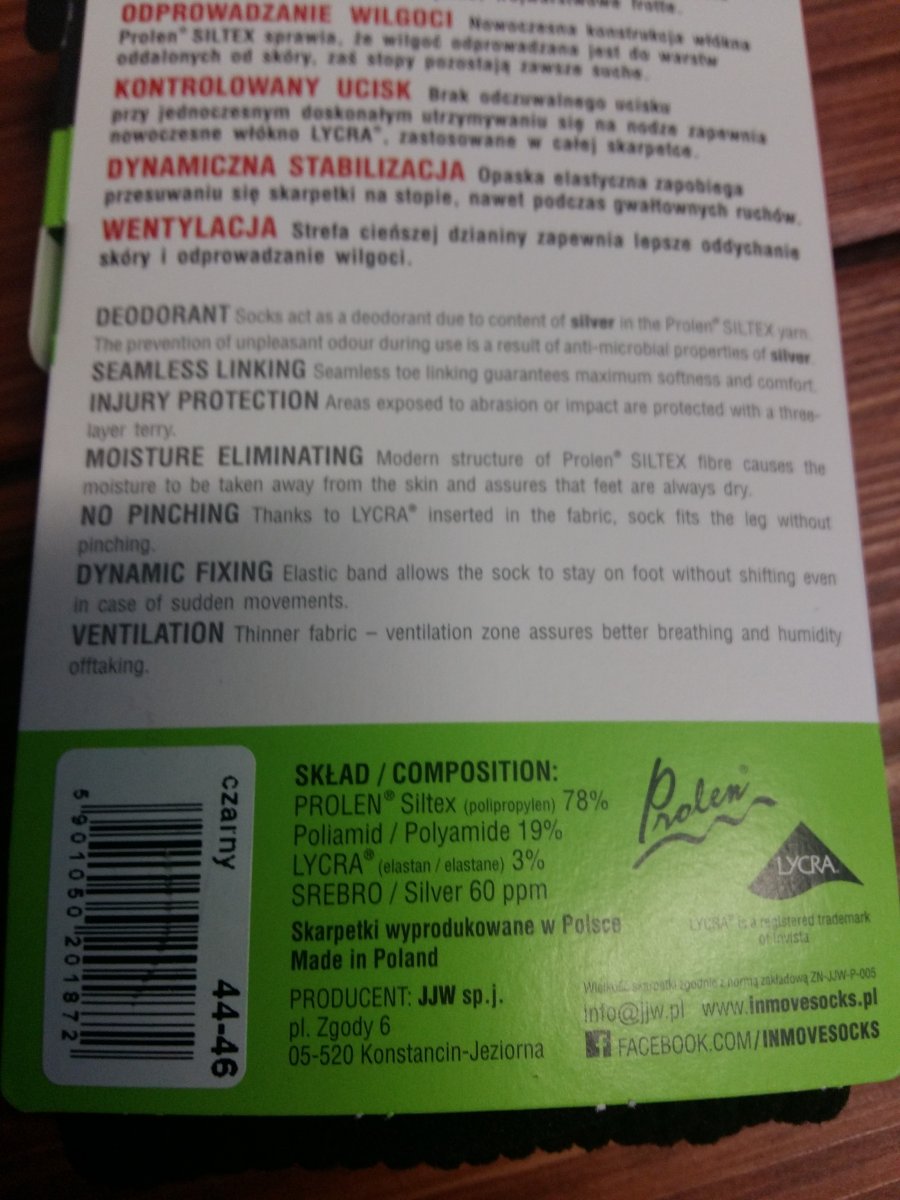 frotte.
ODPROWADZANIE WILGOCI Nowoczesna konstrukcja włókna
Prolen® SILTEX sprawia, że wilgoć odprowadzana jest do warstw
oddalonych od skóry, zaś stopy pozostają zawsze suche.
KONTROLOWANY UCISK Brak odczuwalnego ucisku
przy jednoczesnym doskonałym utrzymywaniu się na nodze zapewnia
nowoczesne włókno LYCRA®, zastosowane w całej skarpetce.
DYNAMICZNA STABILIZACJA Opaska elastyczna zapobiega
przesuwaniu się skarpetki na stopie, nawet podczas gwałtownych ruchów.
WENTYLACJA Strefa cieńszej dzianiny zapewnia lepsze oddychanie
skóry i odprowadzanie wilgoci.
DEODORANT Socks act as a deodorant due to content of silver in the Prolen® SILTEX yarn.
The prevention of unpleasant odour during use is a result of anti-microbial properties of silver.
SEAMLESS LINKING Seamless toe linking guarantees maximum softness and comfort.
INJURY PROTECTION Areas exposed to abrasion or impact are protected with a three-
layer terry.
MOISTURE ELIMINATING Modern structure of Prolen® SILTEX fibre causes the
moisture to be taken away from the skin and assures that feet are always dry.
NO PINCHING Thanks to LYCRA® inserted in the fabric, sock fits the leg without
pinching.
DYNAMIC FIXING Elastic band allows the sock to stay on foot without shifting even
in case of sudden movements.
VENTILATION Thinner fabric – ventilation zone assures better breathing and humidity
offtaking.
SKŁAD / COMPOSITION:
PROLEN® Siltex (polipropylen) 78%
Poliamid / Polyamide 19%
LYCRA® (elastan / elastane) 3%
SREBRO / Silver 60 ppm
Skarpetki wyprodukowane w Polsce
Made in Poland
PRODUCENT: JJW sp.j.
pl. Zgody 6
05-520 Konstancin-Jeziorna
Prolen®
LYCRA
LYCRA® is a registered trademark
of Invista
Wielkość skarpetki zgodnie z normą zakładową ZN-JJW-P-005
info@jjw.pl www.inmovesocks.pl
FACEBOOK.COM/INMOVESOCKS
czarny 44-46
5 901050 201872